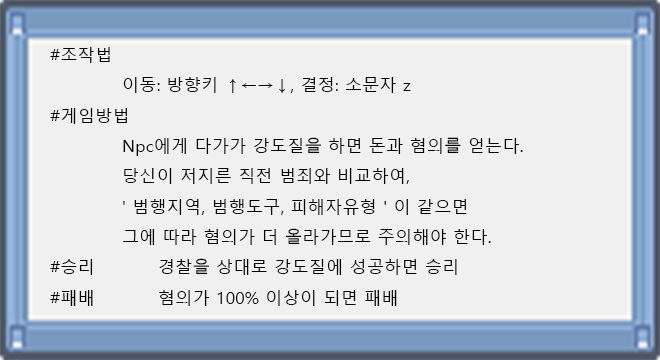 #조작법
이동: 방향키 ↑←→↓, 결정: 소문자 z
#게임방법
Npc에게 다가가 강도질을 하면 돈과 혐의를 얻는다.
당신이 저지른 직전 범죄와 비교하여,
' 범행지역, 범행도구, 피해자유형 ' 이 같으면
그에 따라 혐의가 더 올라가므로 주의해야 한다.
#승리 경찰을 상대로 강도질에 성공하면 승리
#패배 혐의가 100% 이상이 되면 패배